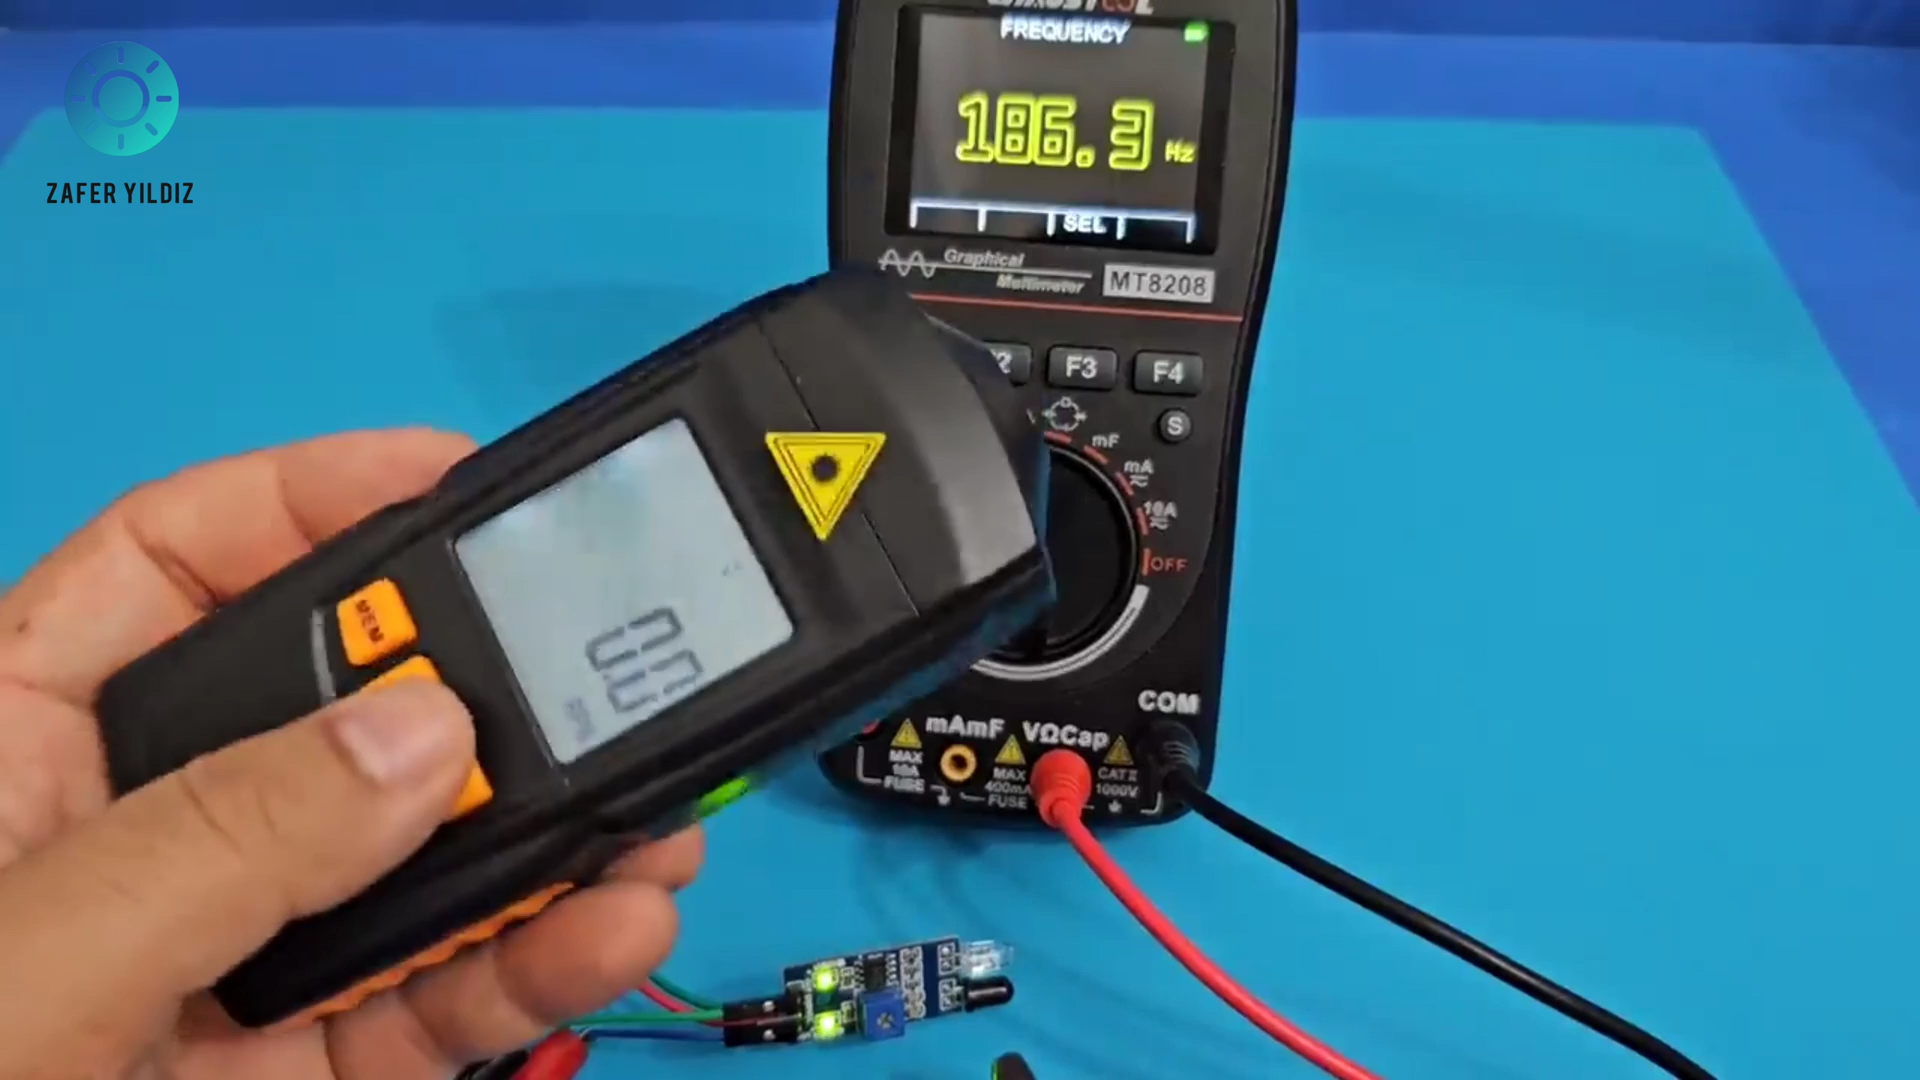 ZAFER YILDIZ
FREQUENCY
186.3 Hz
SEL
Graphical
Multimeter
MT8208
F3
F4
S
mF
mA
10A
OFF
MEM
COM
mAmF
VΩCap
MAX
10A
FUSE
MAX
400mA
FUSE
CAT II
1000V